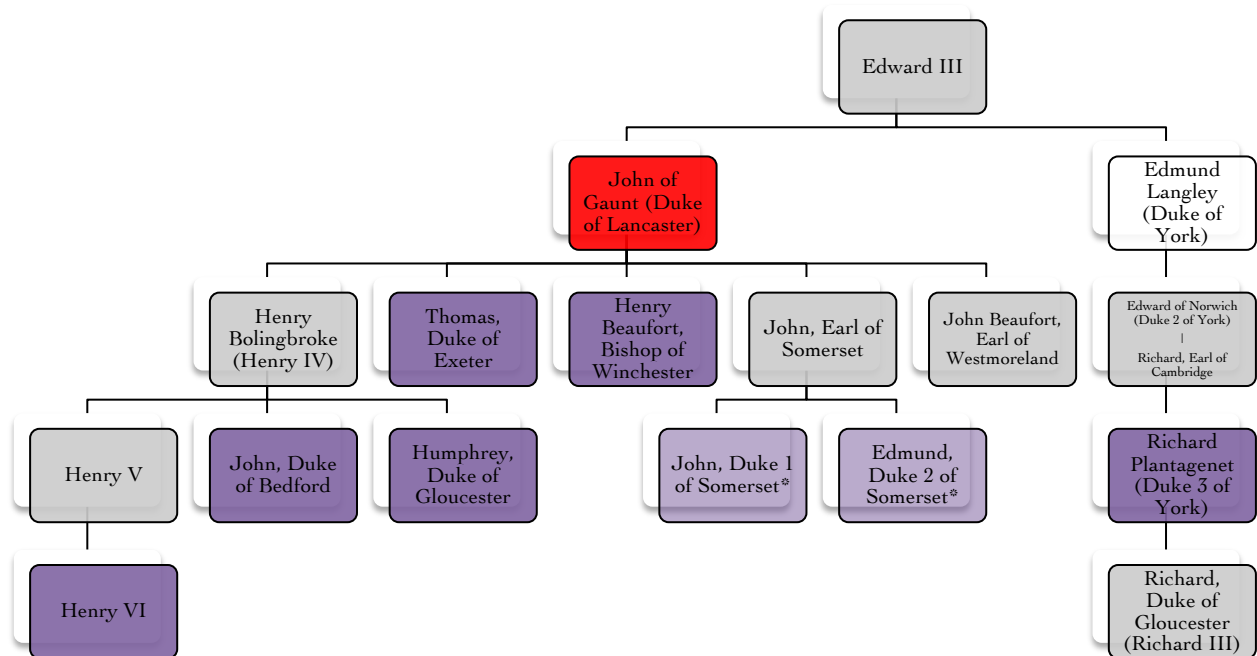 Edward III
John of
Gaunt (Duke
of Lancaster)
Edmund
Langley
(Duke of
York)
Henry
Bolingbroke
(Henry IV)
Thomas,
Duke of
Exeter
Henry
Beaufort,
Bishop of
Winchester
John, Earl of
Somerset
John Beaufort,
Earl of
Westmoreland
Edward of Norwich
(Duke 2 of York)
|
Richard, Earl of
Cambridge
Henry V
John, Duke
of Bedford
Humphrey,
Duke of
Gloucester
John, Duke 1
of Somerset*
Edmund,
Duke 2 of
Somerset*
Richard
Plantagenet
(Duke 3 of
York)
Henry VI
Richard,
Duke of
Gloucester
(Richard III)